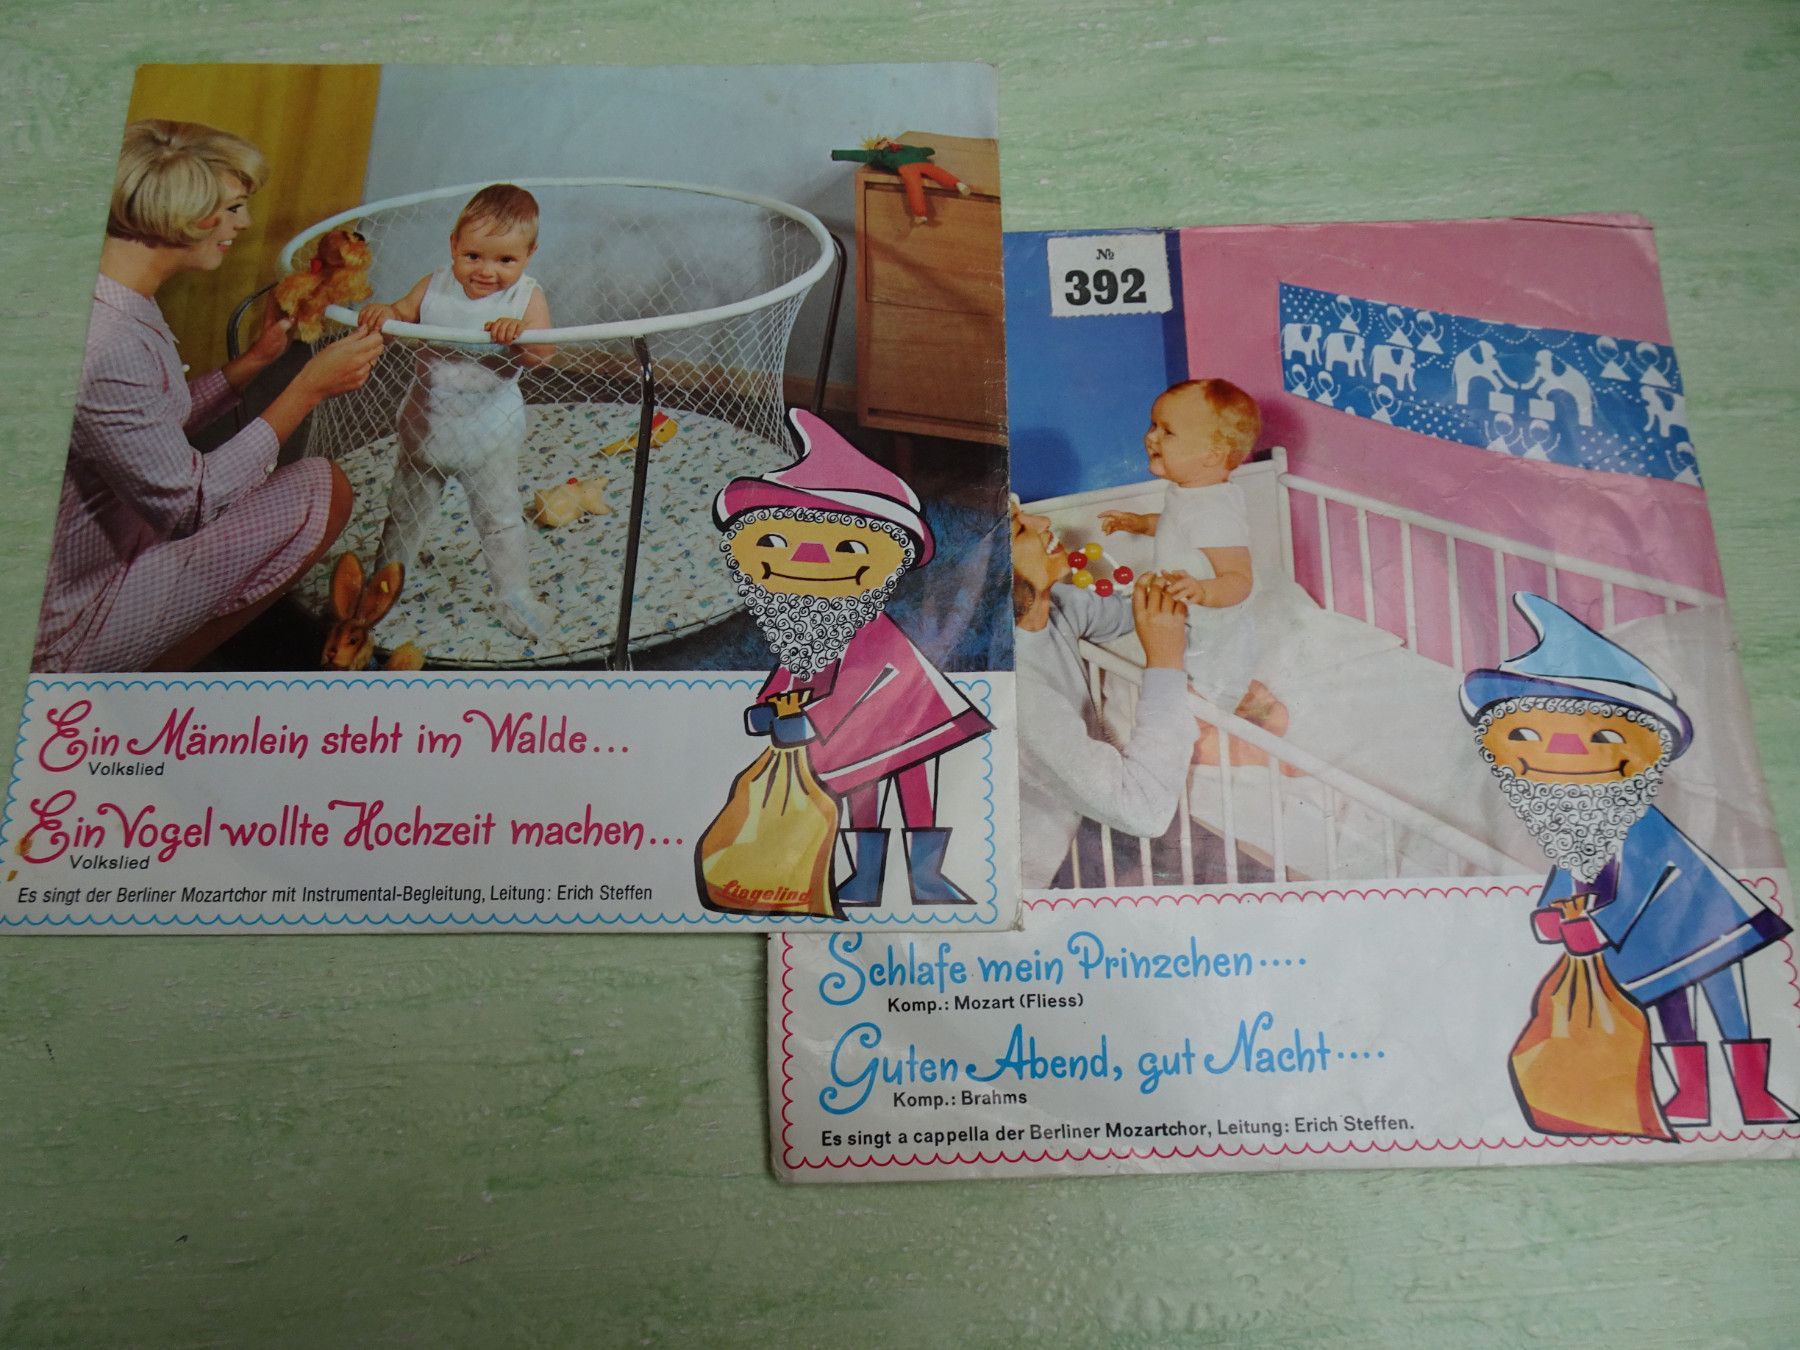 Ein Männlein steht im Walde...
Volkslied
Ein Vogel wollte Hochzeit machen...
Volkslied
Es singt der Berliner Mozartchor mit Instrumental-Begleitung, Leitung: Erich Steffen
Liegelind
№
392
Schlafe mein Prinzchen....
Komp.: Mozart (Fliess)
Guten Abend, gut Nacht....
Komp.: Brahms
Es singt a cappella der Berliner Mozartchor, Leitung: Erich Steffen.